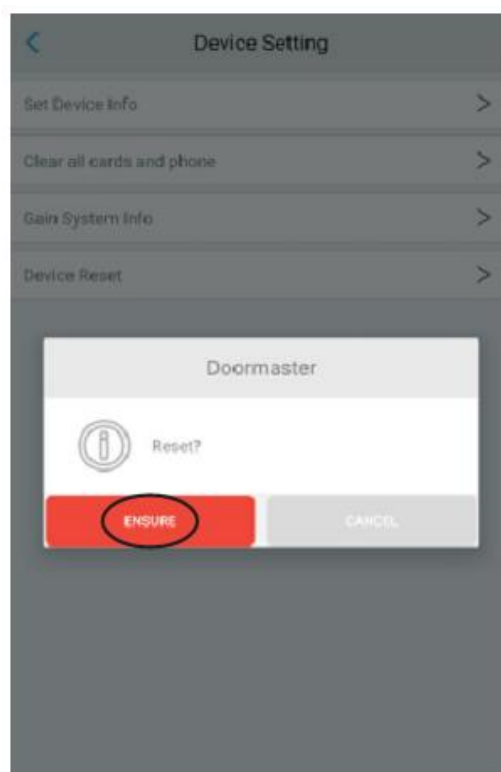 Device Setting
Set Device Info
Clear all cards and phone
Gain System Info
Device Reset
Doormaster
Reset?
ENSURE
CANCEL